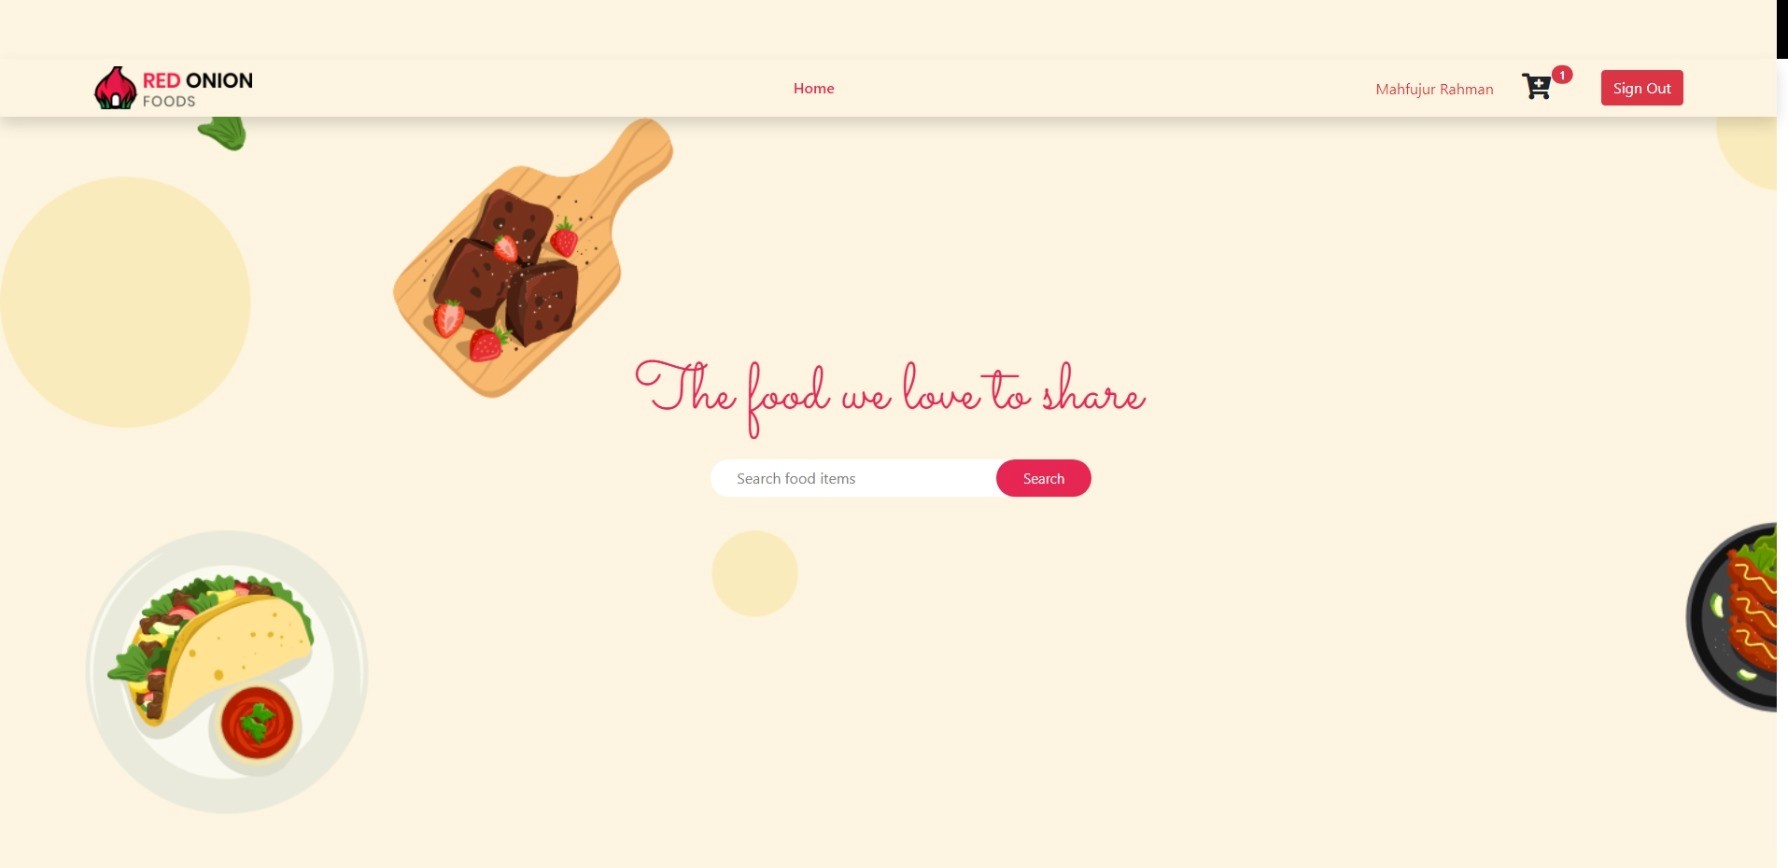 RED ONION
FOODS
Home
Mahfujur Rahman
1
Sign Out
The food we love to share
Search food items
Search